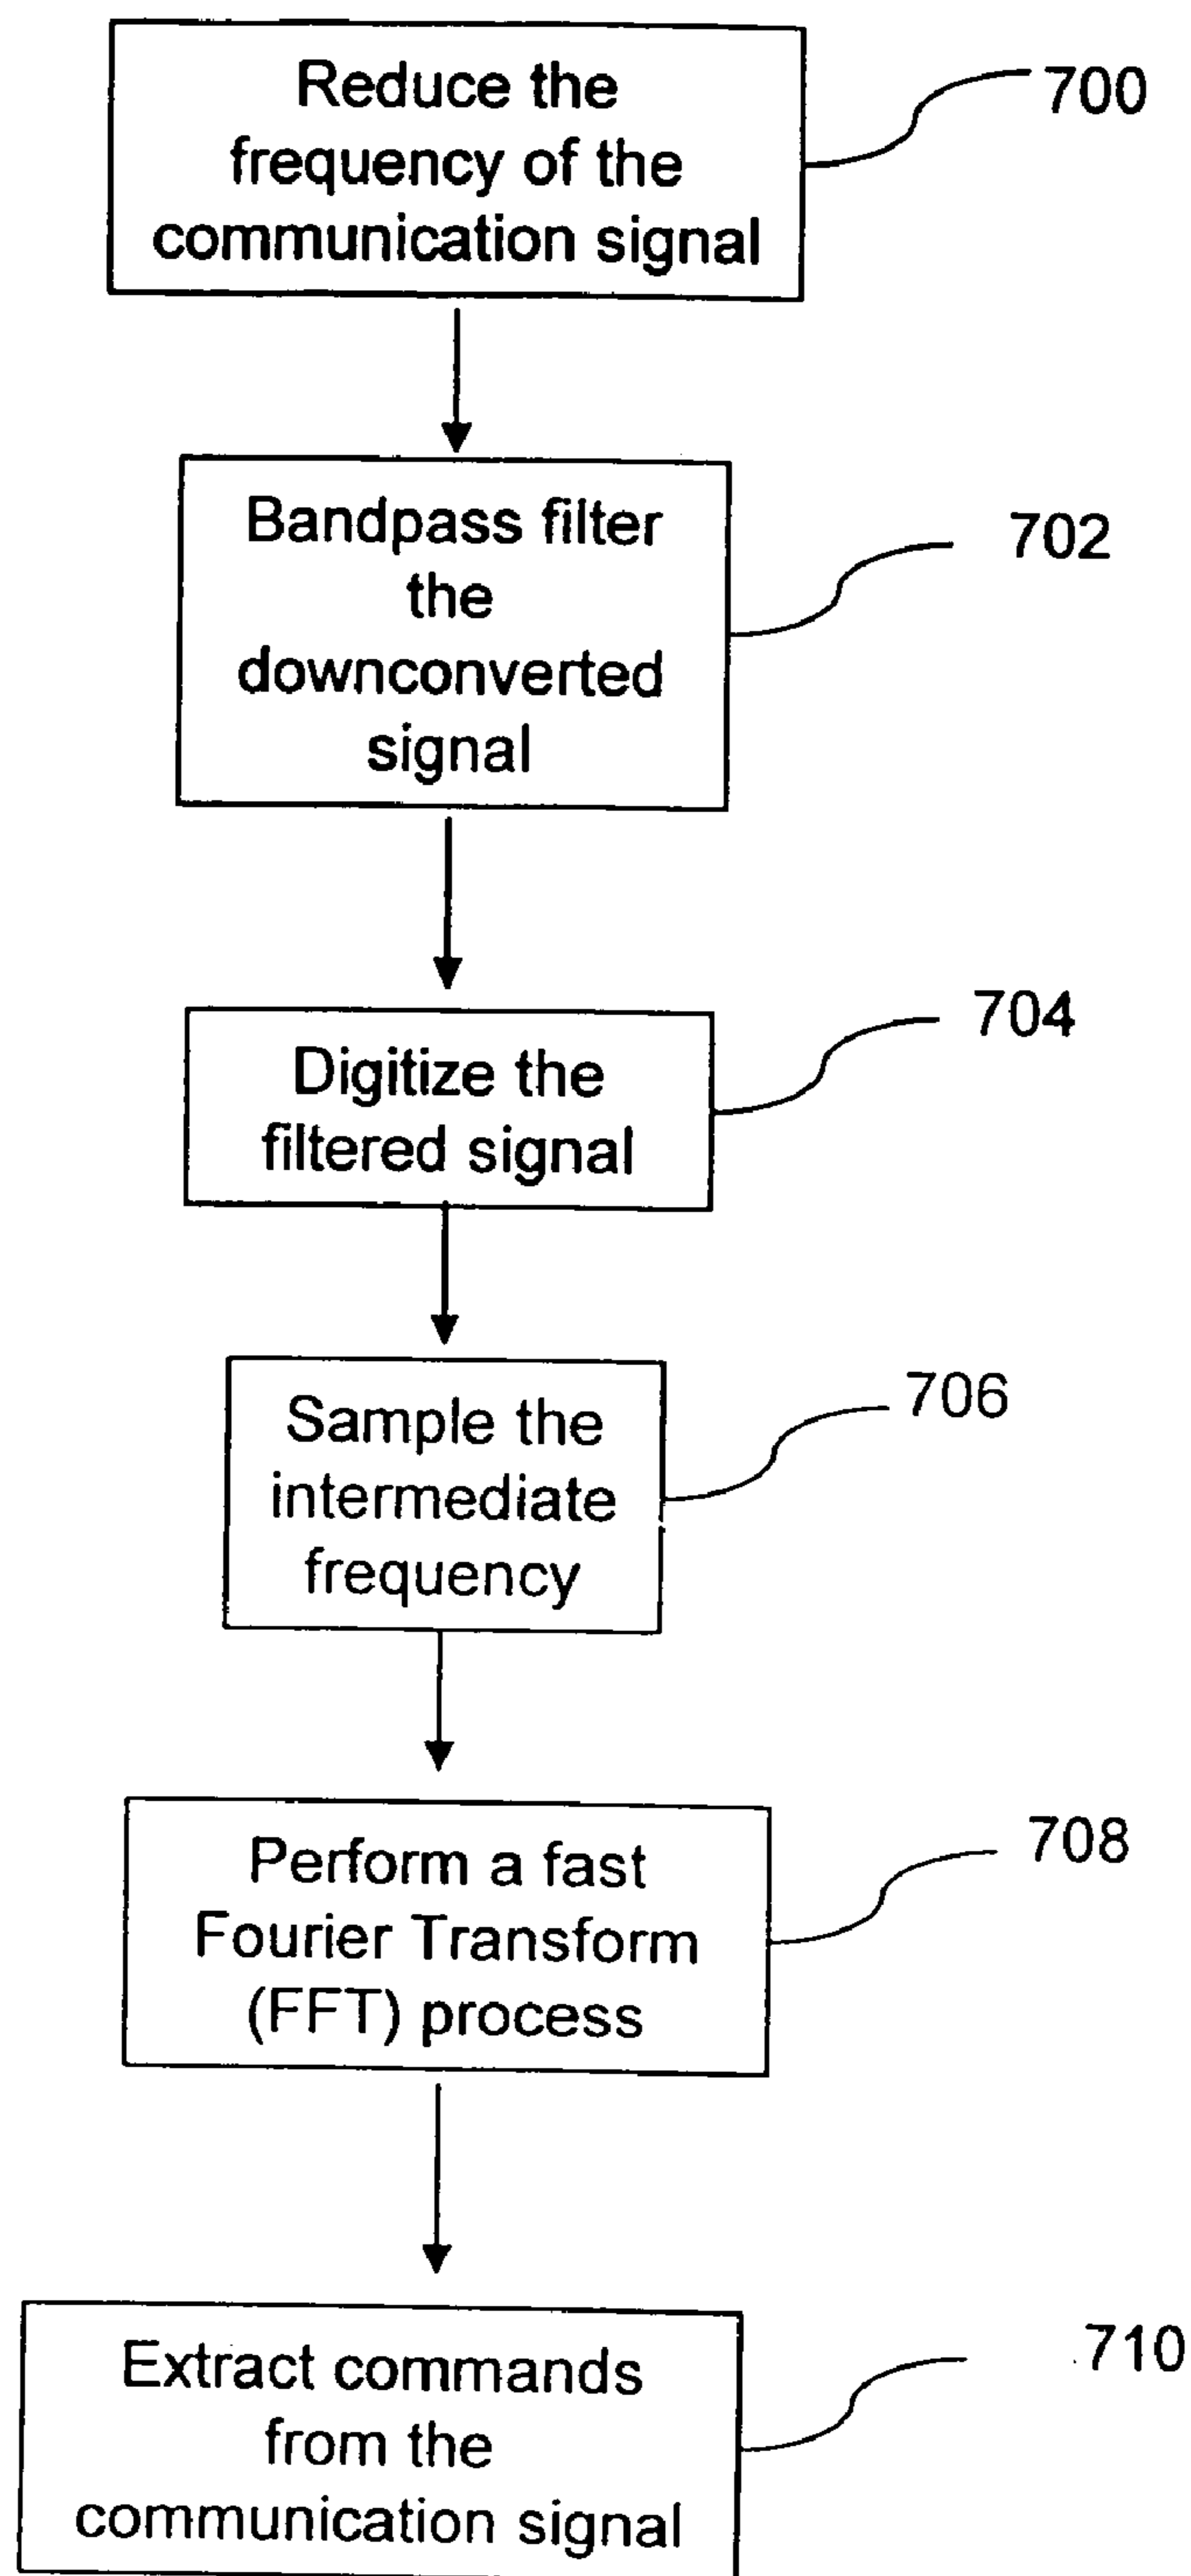 Reduce the
frequency of the
communication signal
700
Bandpass filter
the
downconverted
signal
702
Digitize the
filtered signal
704
Sample the
intermediate
frequency
706
Perform a fast
Fourier Transform
(FFT) process
708
Extract commands
from the
communication signal
710